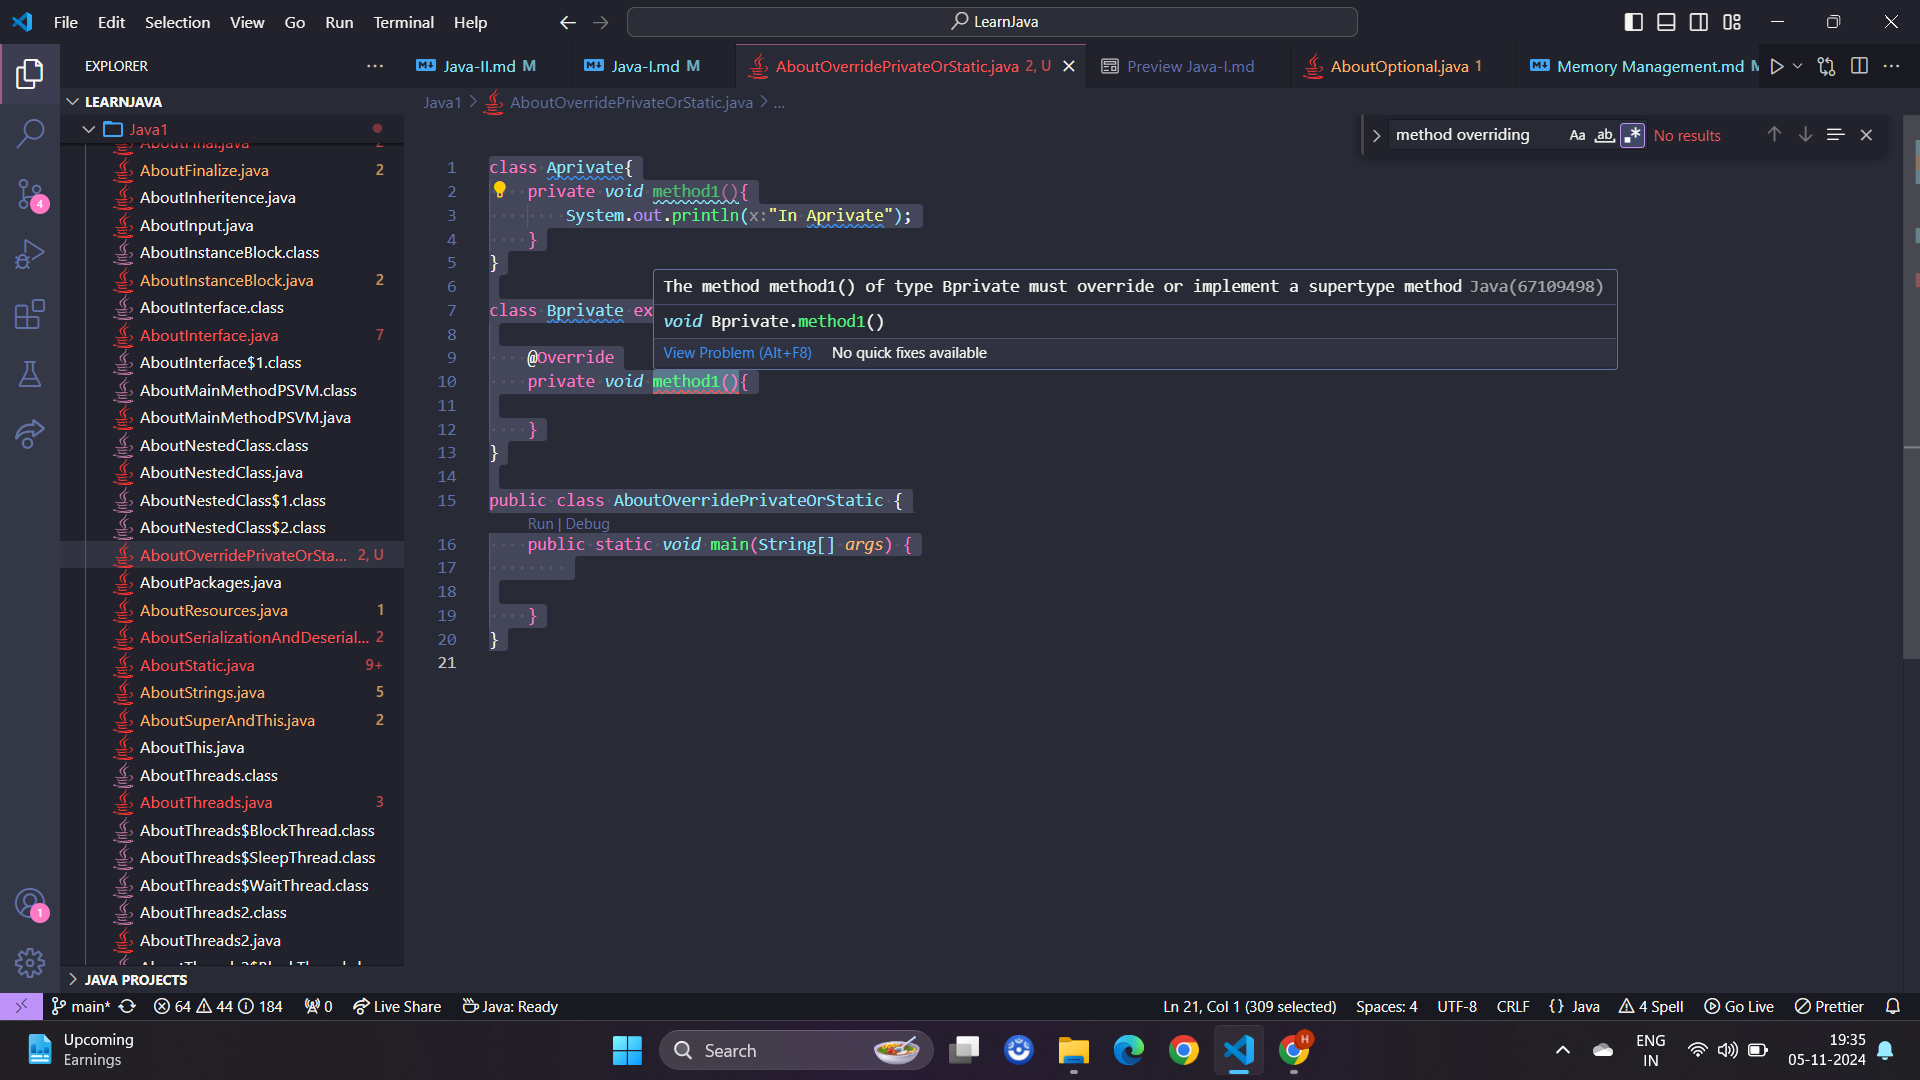 File Edit Selection View Go Run Terminal Help
LearnJava
EXPLORER
Java-II.md M
Java-I.md M
AboutOverridePrivateOrStatic.java 2, U
Preview Java-I.md
AboutOptional.java 1
Memory Management.md
LEARNJAVA
Java1
Java1 > AboutOverridePrivateOrStatic.java > ...
method overriding
Aa ab No results
AboutFinal.java 2
AboutFinalize.java 2
AboutInheritence.java
AboutInput.java
AboutInstanceBlock.class
AboutInstanceBlock.java 2
AboutInterface.class
AboutInterface.java 7
AboutInterface$1.class
AboutMainMethodPSVM.class
AboutMainMethodPSVM.java
AboutNestedClass.class
AboutNestedClass.java
AboutNestedClass$1.class
AboutNestedClass$2.class
AboutOverridePrivateOrSta... 2, U
AboutPackages.java
AboutResources.java 1
AboutSerializationAndDeserial... 2
AboutStatic.java 9+
AboutStrings.java 5
AboutSuperAndThis.java 2
AboutThis.java
AboutThreads.class
AboutThreads.java 3
AboutThreads$BlockThread.class
AboutThreads$SleepThread.class
AboutThreads$WaitThread.class
AboutThreads2.class
AboutThreads2.java
JAVA PROJECTS
4
1
1 class Aprivate{
2 private void method1(){
3 System.out.println(x:"In Aprivate");
4 }
5 }
6
7 class Bprivate ex
8
9 @Override
10 private void method1(){
11
12 }
13 }
14
15 public class AboutOverridePrivateOrStatic {
Run | Debug
16 public static void main(String[] args) {
17
18
19 }
20 }
21
The method method1() of type Bprivate must override or implement a supertype method Java(67109498)
void Bprivate.method1()
View Problem (Alt+F8) No quick fixes available
main* 64 44 184 0 Live Share Java: Ready
Ln 21, Col 1 (309 selected) Spaces: 4 UTF-8 CRLF {} Java 4 Spell Go Live Prettier
Upcoming
Earnings
Search
H
ENG
IN
19:35
05-11-2024